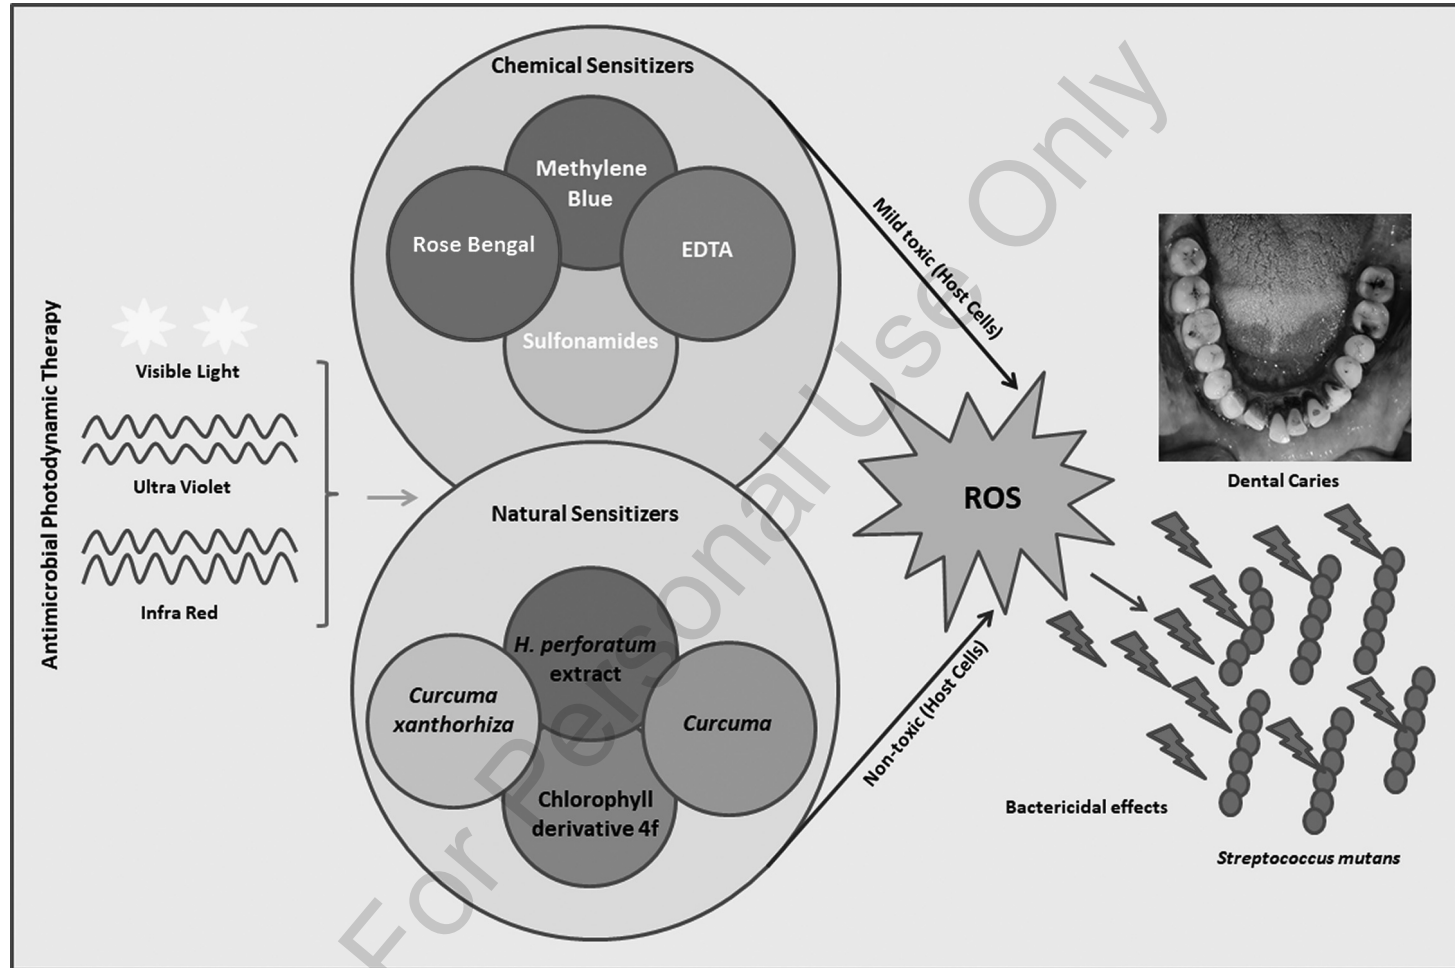 Antimicrobial Photodynamic Therapy
Visible Light
Ultra Violet
Infra Red
Chemical Sensitizers
Methylene
Blue
Rose Bengal
EDTA
Sulfonamides
Natural Sensitizers
H. perforatum
extract
Curcuma
xanthorhiza
Curcuma
Chlorophyll
derivative 4f
Mild toxic (Host Cells)
Non-toxic (Host Cells)
ROS
Dental Caries
Bactericidal effects
Streptococcus mutans
For Personal Use Only